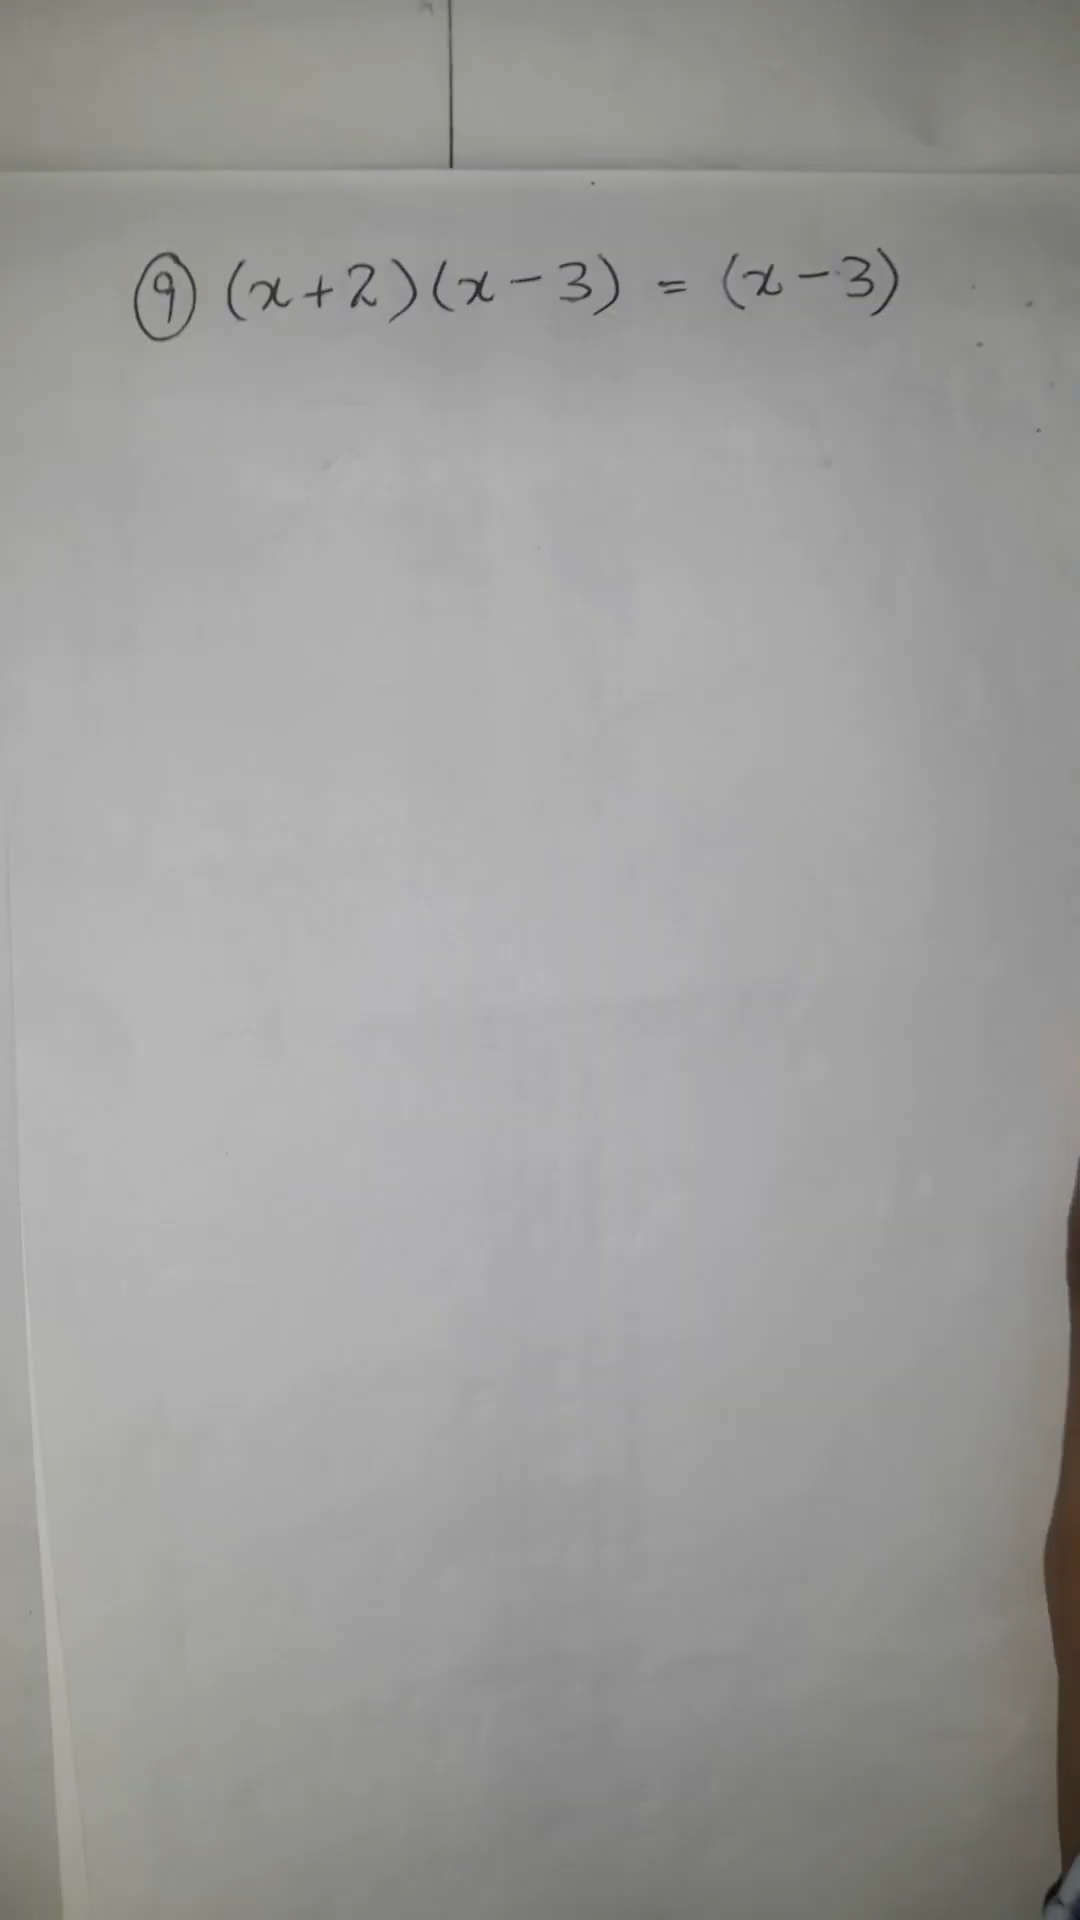 ⑨ (x+2)(x-3) = (x-3)